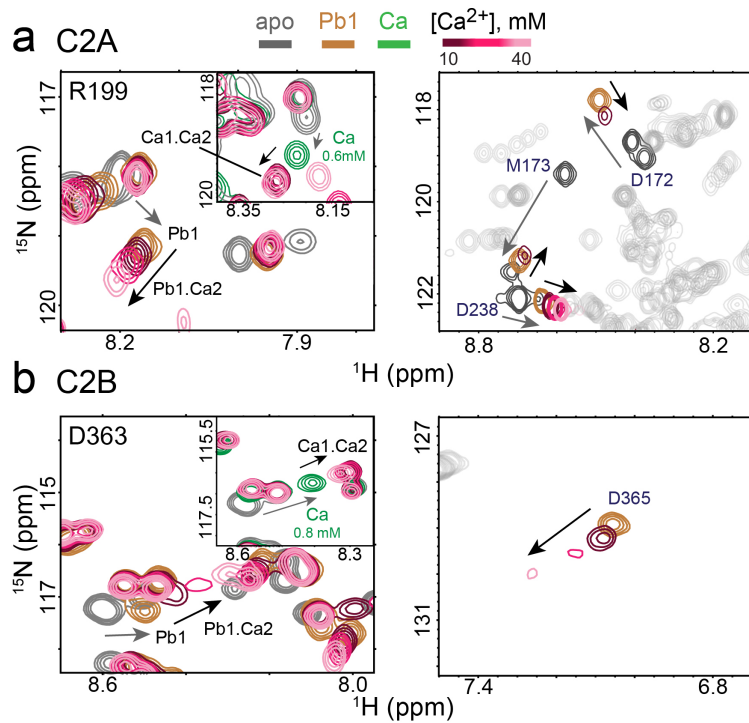 apo Pb1 Ca [Ca²⁺], mM
10 40
a C2A
R199
117
120
¹⁵N (ppm)
8.2 7.9
118
120
8.35 8.15
Ca1.Ca2
Ca
0.6mM
Pb1
Pb1.Ca2
118
120
122
8.8 8.2
M173
D172
D238
¹H (ppm)
b C2B
D363
115
117
¹⁵N (ppm)
8.6 8.0
115.5
117.5
8.6 8.3
Ca1.Ca2
Ca
0.8 mM
Pb1
Pb1.Ca2
127
131
7.4 6.8
D365
¹H (ppm)